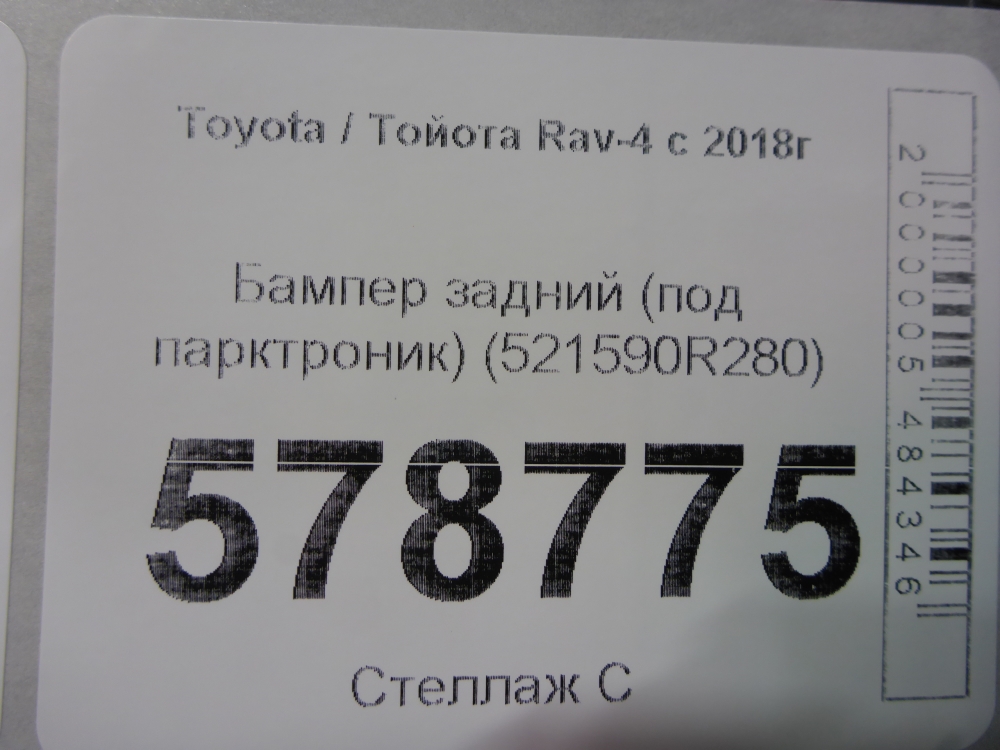 Toyota / Тойота Rav-4 с 2018г
Бампер задний (под
парктроник) (521590R280)
578775
Стеллаж С
2000005484346